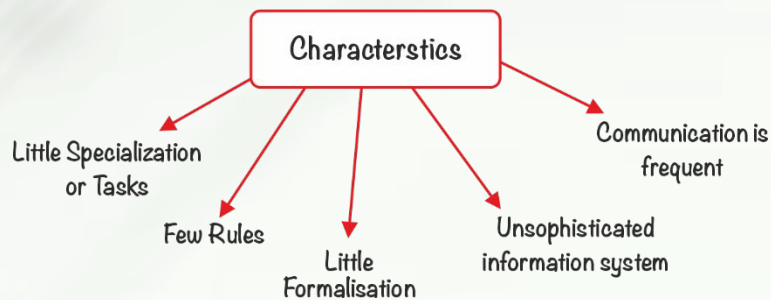 Characterstics
Little Specialization
or Tasks
Few Rules
Little
Formalisation
Unsophisticated
information system
Communication is
frequent